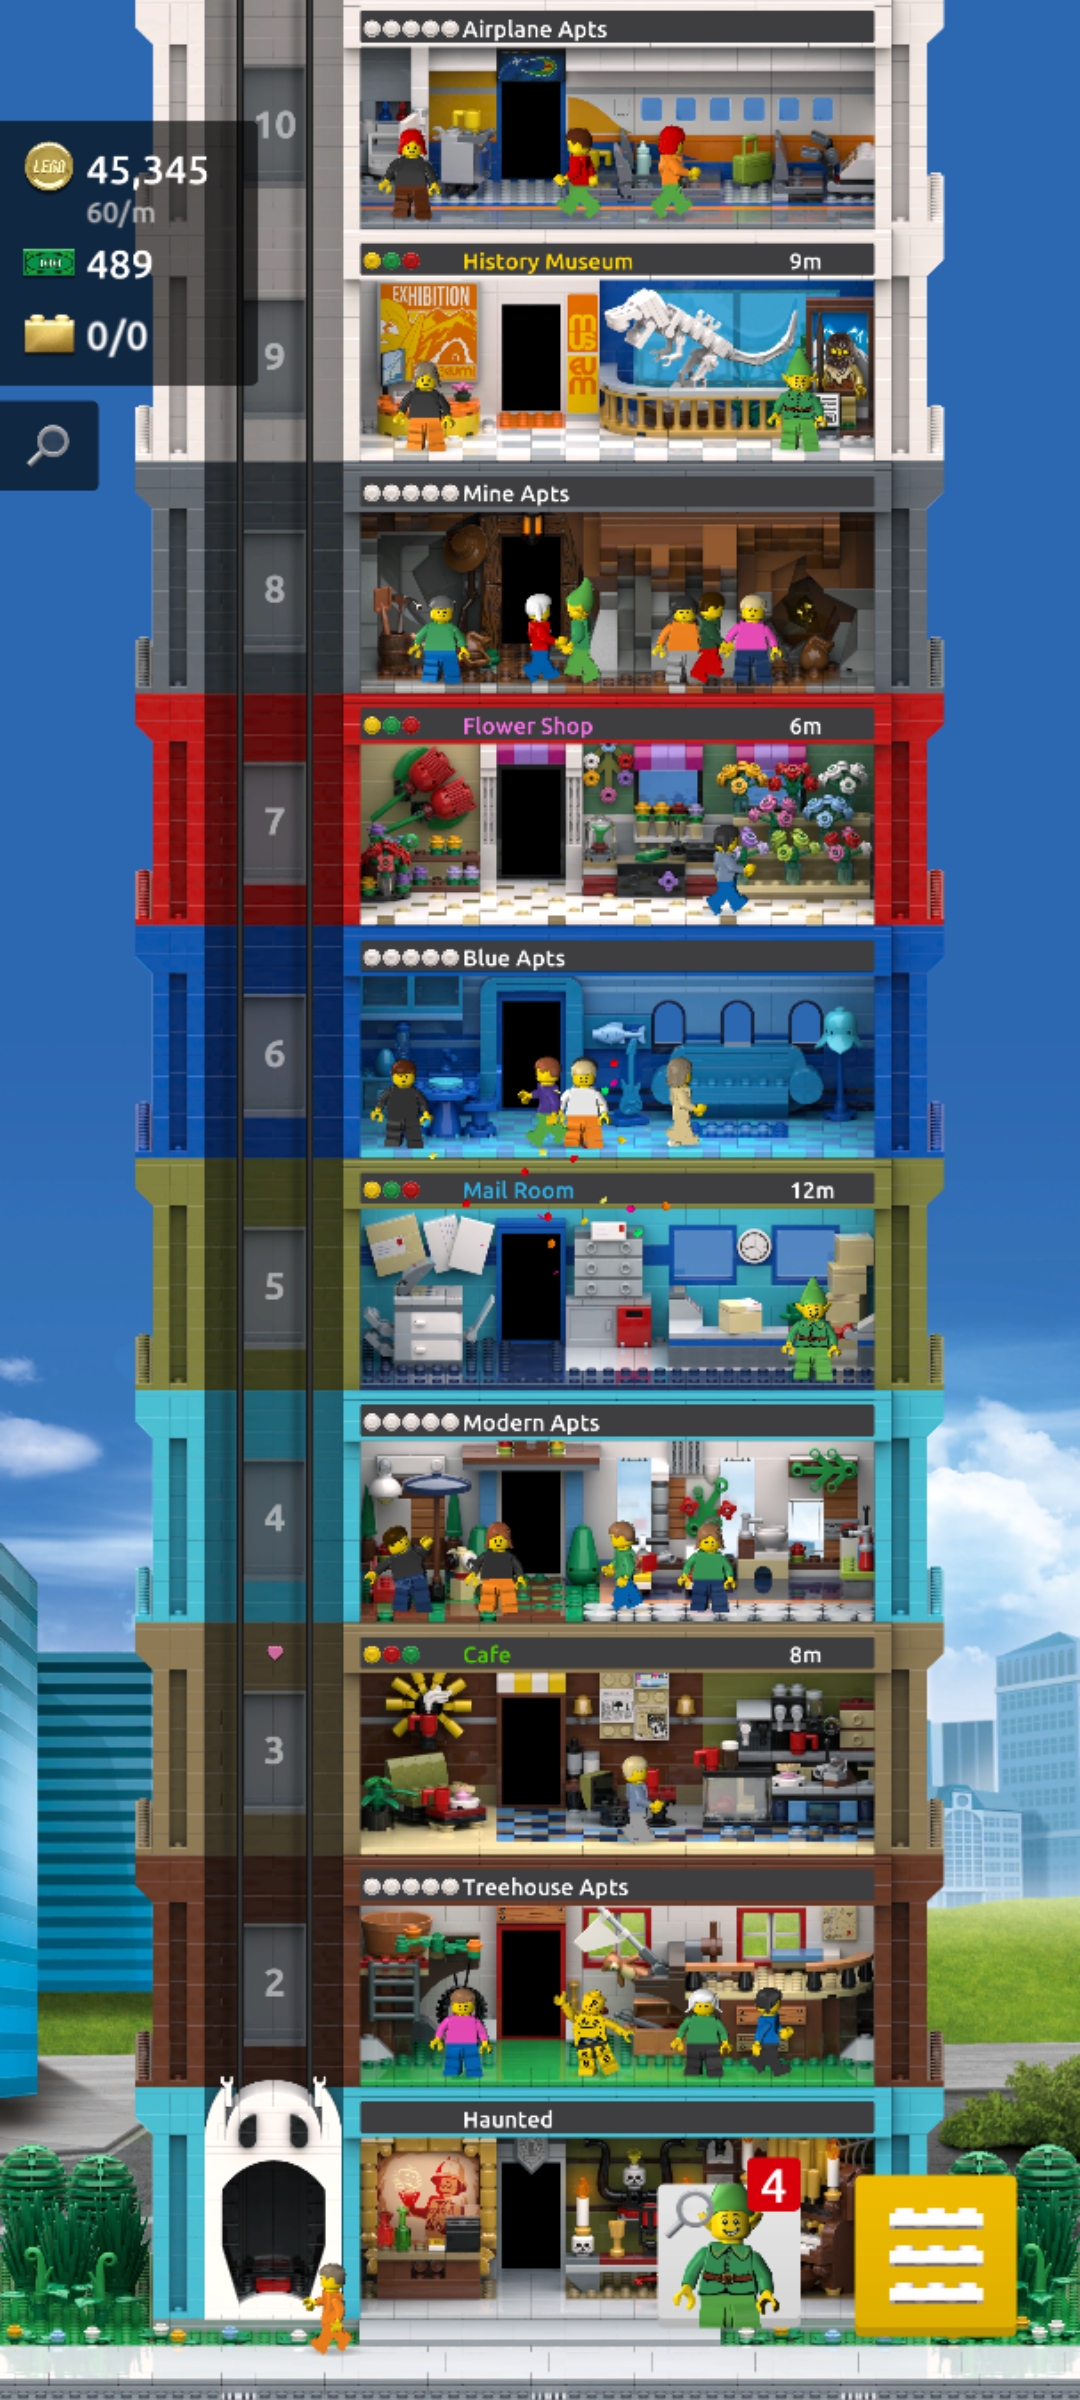 Airplane Apts
10
LEGO
45,345
60/m
489
0/0
History Museum
9m
EXHIBITION
museum
9
Mine Apts
8
Flower Shop
6m
7
Blue Apts
6
Mail Room
12m
5
Modern Apts
4
Cafe
8m
3
Treehouse Apts
2
Haunted
4